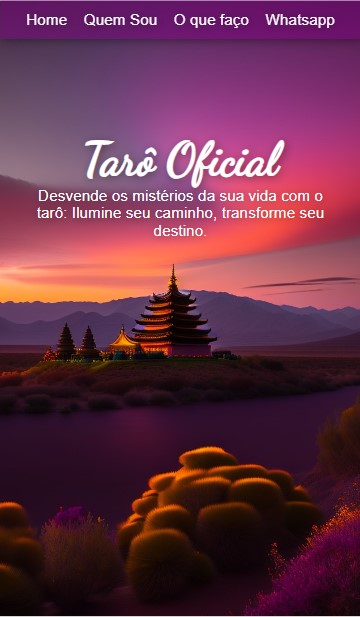 Home Quem Sou O que faço Whatsapp
Tarô Oficial
Desvende os mistérios da sua vida com o
tarô: Ilumine seu caminho, transforme seu
destino.